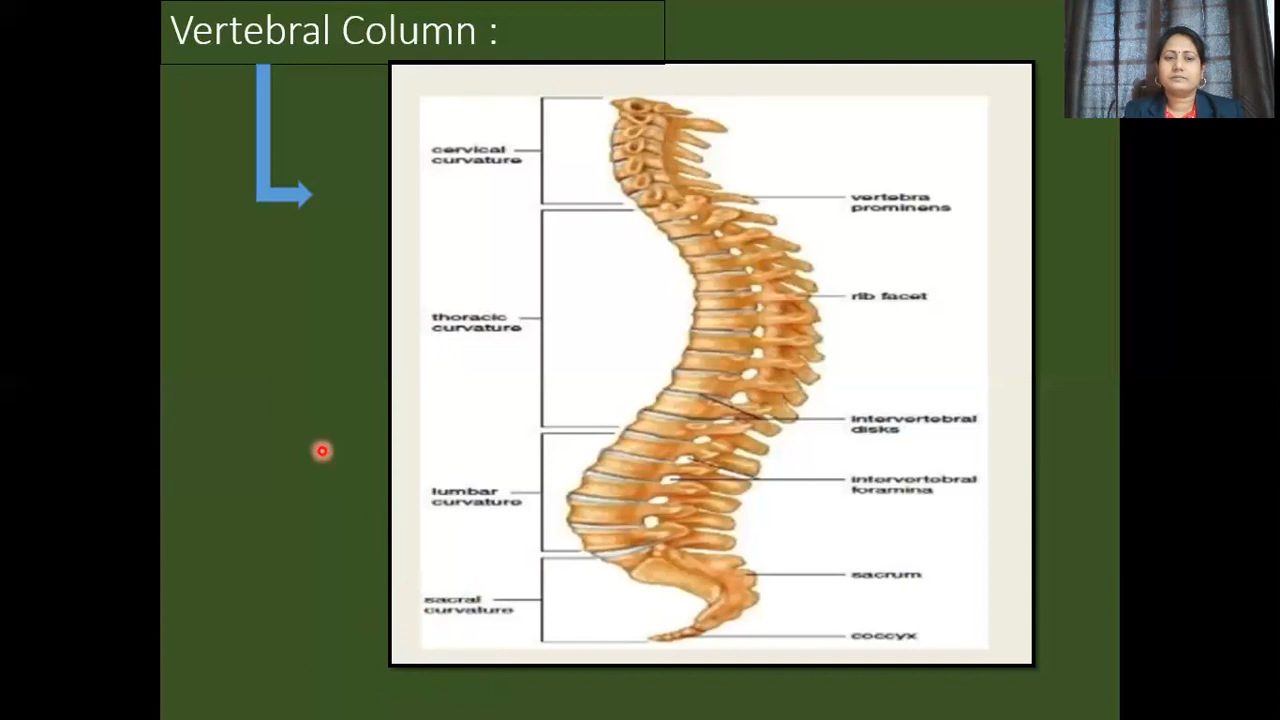 Vertebral Column :
cervical
curvature
vertebra
prominens
rib facet
thoracic
curvature
intervertebral
disks
intervertebral
foramina
lumbar
curvature
sacrum
sacral
curvature
coccyx